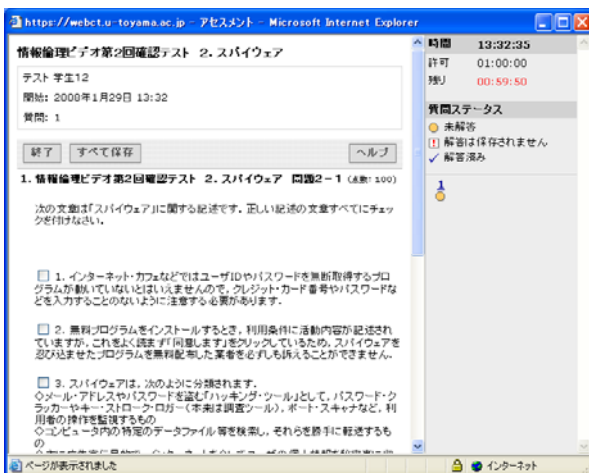 https://webct.u-toyama.ac.jp - アセスメント - Microsoft Internet Explorer
情報倫理ビデオ第2回確認テスト 2.スパイウェア
テスト 学生12
開始: 2008年1月29日 13:32
質問: 1
終了 すべて保存 ヘルプ
1. 情報倫理ビデオ第2回確認テスト 2.スパイウェア 問題2-1 (点数: 100)
次の文章は「スパイウェア」に関する記述です。正しい記述の文章すべてにチェッ
クを付けなさい。
1. インターネット・カフェなどではユーザIDやパスワードを無断取得するプロ
グラムが動いていないとはいえませんので、クレジット・カード番号やパスワードな
どを入力することのないように注意する必要があります。
2. 無料プログラムをインストールするとき、利用条件に活動内容が記述され
ていますが、これをよく読まず「同意します」をクリックしているため、スパイウェアを
忍び込ませたプログラムを無料配布した業者を必ずしも訴えることができません。
3. スパイウェアは、次のように分類されます。
◇メール・アドレスやパスワードを盗む「ハッキング・ツール」として、パスワード・ク
ラッカーやキー・ストローク・ロガー(本来は調査ツール)、ポート・スキャナなど、利
用者の操作を監視するもの
◇コンピュータ内の特定のデータファイル等を検索し、それらを勝手に転送するも
の
時間 13:32:35
許可 01:00:00
残り 00:59:50
質問ステータス
未解答
解答は保存されません
解答済み
1
ページが表示されました
インターネット